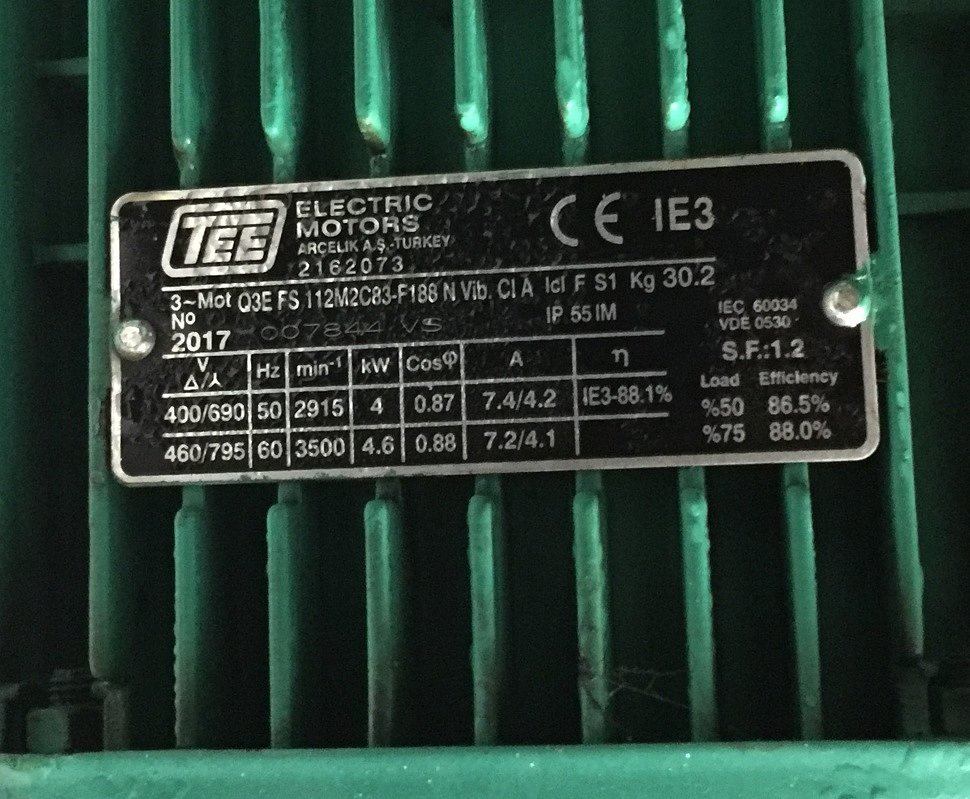 TEE
ELECTRIC
MOTORS
ARÇELİK A.Ş.-TURKEY
2162073
CE IE3
3~Mot Q3E FS 112M2C83-F188 N Vib. Cl A Icl F S1 Kg 30.2
No
2017 007844 VS IP 55 IM
IEC 60034
VDE 0530
S.F.:1.2
V Δ/⅄ Hz min⁻¹ kW Cosφ A η
400/690 50 2915 4 0.87 7.4/4.2 IE3-88.1%
460/795 60 3500 4.6 0.88 7.2/4.1
Load Efficiency
%50 86.5%
%75 88.0%